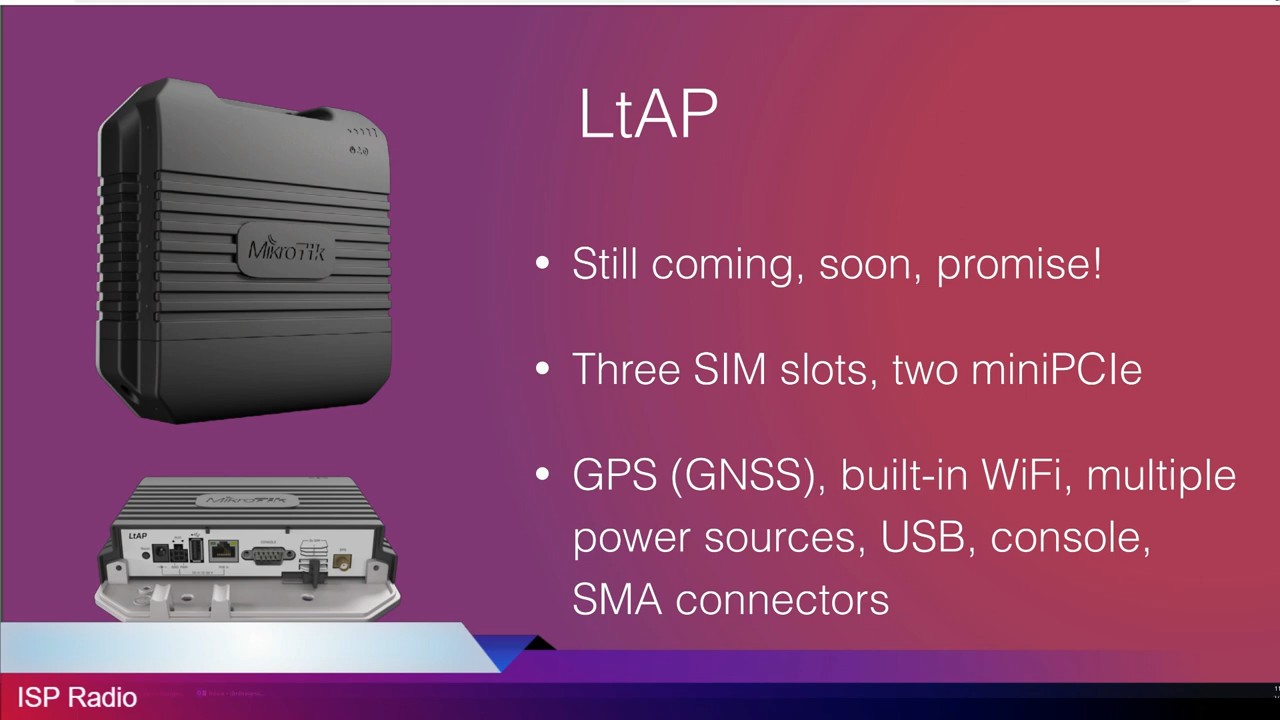 LtAP
• Still coming, soon, promise!
• Three SIM slots, two miniPCIe
• GPS (GNSS), built-in WiFi, multiple
power sources, USB, console,
SMA connectors
MikroTik
MikroTik
LtAP
ISP Radio